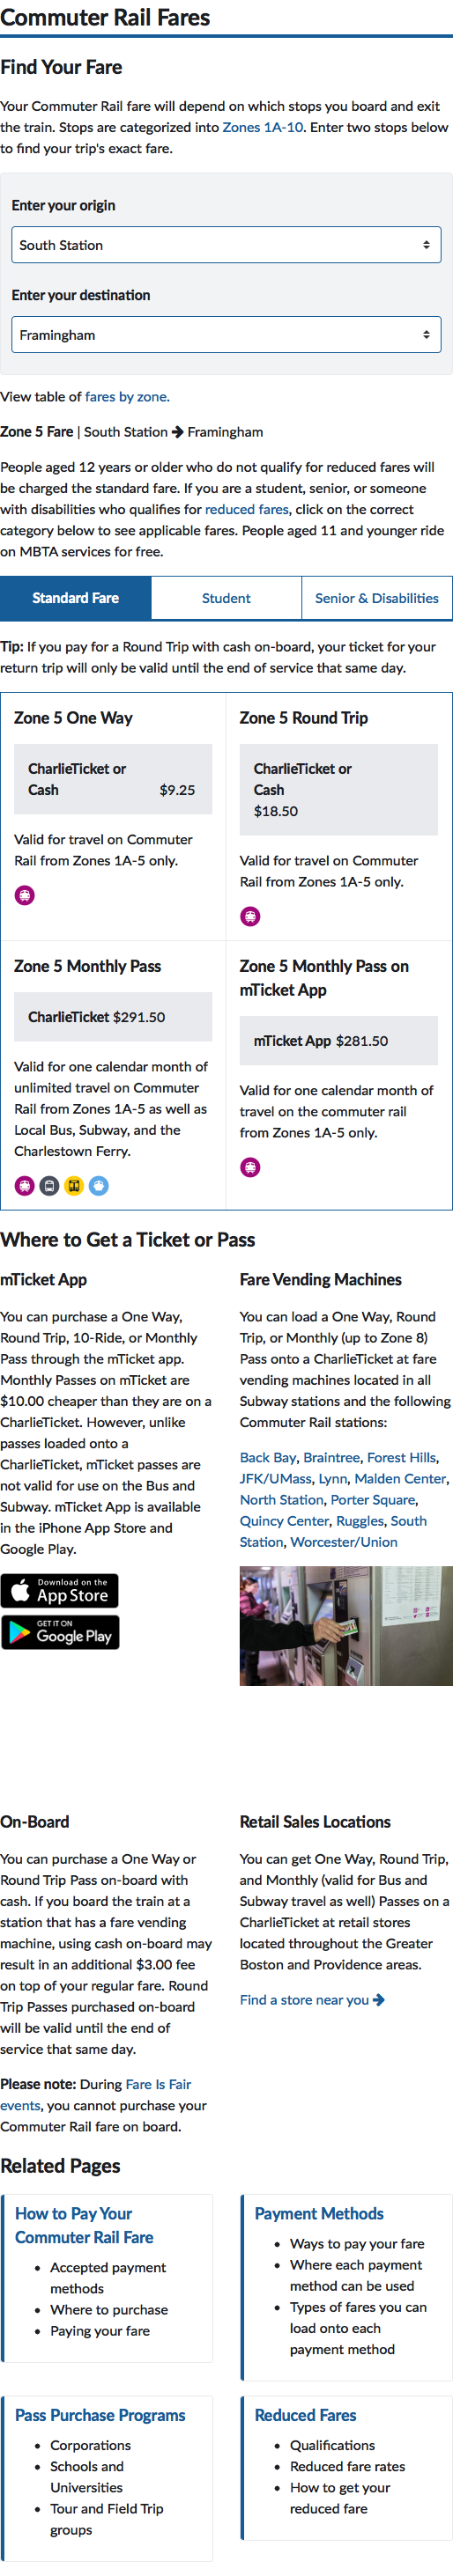 Commuter Rail Fares
Find Your Fare
Your Commuter Rail fare will depend on which stops you board and exit
the train. Stops are categorized into Zones 1A-10. Enter two stops below
to find your trip's exact fare.
Enter your origin
South Station
Enter your destination
Framingham
View table of fares by zone.
Zone 5 Fare | South Station → Framingham
People aged 12 years or older who do not qualify for reduced fares will
be charged the standard fare. If you are a student, senior, or someone
with disabilities who qualifies for reduced fares, click on the correct
category below to see applicable fares. People aged 11 and younger ride
on MBTA services for free.
Standard Fare
Student
Senior & Disabilities
Tip: If you pay for a Round Trip with cash on-board, your ticket for your
return trip will only be valid until the end of service that same day.
Zone 5 One Way
CharlieTicket or
Cash $9.25
Valid for travel on Commuter
Rail from Zones 1A-5 only.
Zone 5 Round Trip
CharlieTicket or
Cash
$18.50
Valid for travel on Commuter
Rail from Zones 1A-5 only.
Zone 5 Monthly Pass
CharlieTicket $291.50
Valid for one calendar month of
unlimited travel on Commuter
Rail from Zones 1A-5 as well as
Local Bus, Subway, and the
Charlestown Ferry.
Zone 5 Monthly Pass on
mTicket App
mTicket App $281.50
Valid for one calendar month of
travel on the commuter rail
from Zones 1A-5 only.
Where to Get a Ticket or Pass
mTicket App
You can purchase a One Way,
Round Trip, 10-Ride, or Monthly
Pass through the mTicket app.
Monthly Passes on mTicket are
$10.00 cheaper than they are on a
CharlieTicket. However, unlike
passes loaded onto a
CharlieTicket, mTicket passes are
not valid for use on the Bus and
Subway. mTicket App is available
in the iPhone App Store and
Google Play.
Download on the
App Store
GET IT ON
Google Play
Fare Vending Machines
You can load a One Way, Round
Trip, or Monthly (up to Zone 8)
Pass onto a CharlieTicket at fare
vending machines located in all
Subway stations and the following
Commuter Rail stations:
Back Bay, Braintree, Forest Hills,
JFK/UMass, Lynn, Malden Center,
North Station, Porter Square,
Quincy Center, Ruggles, South
Station, Worcester/Union
On-Board
You can purchase a One Way or
Round Trip Pass on-board with
cash. If you board the train at a
station that has a fare vending
machine, using cash on-board may
result in an additional $3.00 fee
on top of your regular fare. Round
Trip Passes purchased on-board
will be valid until the end of
service that same day.
Please note: During Fare Is Fair
events, you cannot purchase your
Commuter Rail fare on board.
Retail Sales Locations
You can get One Way, Round Trip,
and Monthly (valid for Bus and
Subway travel as well) Passes on a
CharlieTicket at retail stores
located throughout the Greater
Boston and Providence areas.
Find a store near you →
Related Pages
How to Pay Your
Commuter Rail Fare
• Accepted payment
methods
• Where to purchase
• Paying your fare
Payment Methods
• Ways to pay your fare
• Where each payment
method can be used
• Types of fares you can
load onto each
payment method
Pass Purchase Programs
• Corporations
• Schools and
Universities
• Tour and Field Trip
groups
Reduced Fares
• Qualifications
• Reduced fare rates
• How to get your
reduced fare